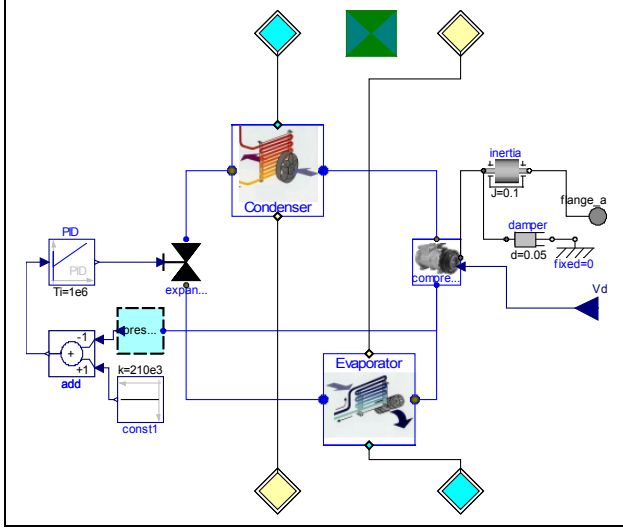 Condenser
inertia
J=0.1
flange_a
damper
d=0.05
fixed=0
PID
PID
Ti=1e6
expan...
compre...
Vd
pres...
-1
+
+1
add
k=210e3
const1
Evaporator